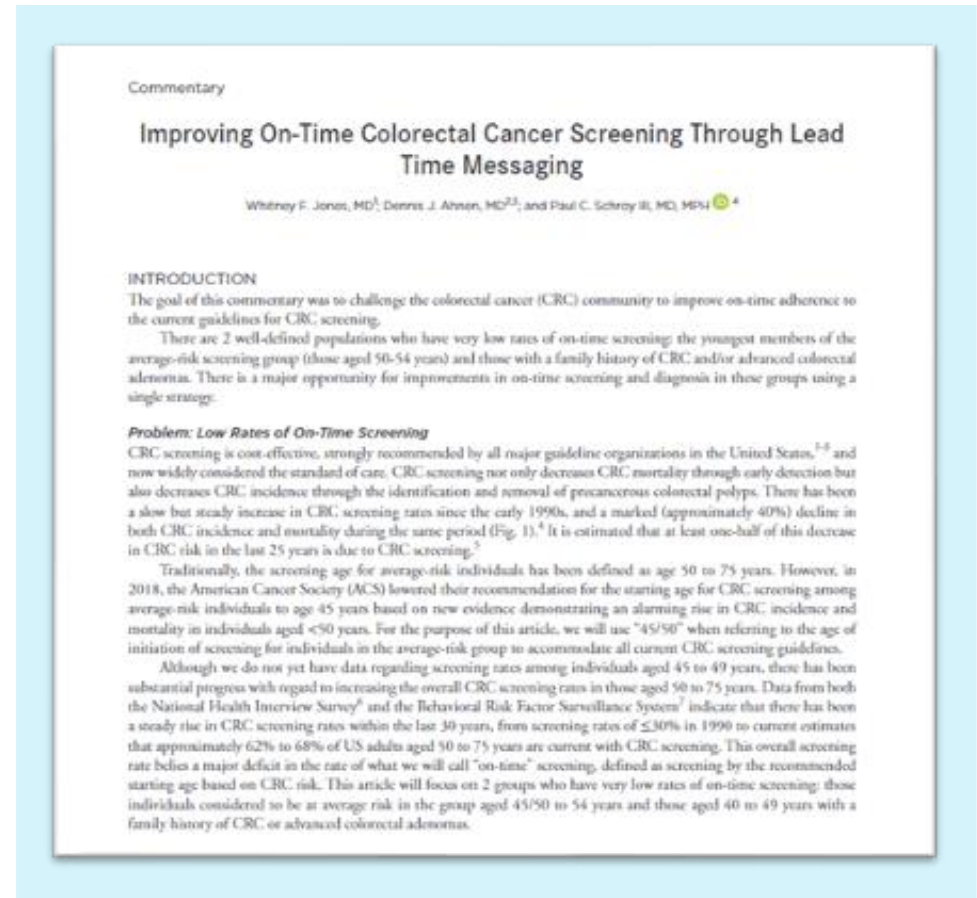 Commentary
Improving On-Time Colorectal Cancer Screening Through Lead
Time Messaging
Whitney F. Jones, MD¹; Dennis J. Ahnen, MD²,³; and Paul C. Schroy III, MD, MPH iD ⁴
INTRODUCTION
The goal of this commentary was to challenge the colorectal cancer (CRC) community to improve on-time adherence to
the current guidelines for CRC screening.
There are 2 well-defined populations who have very low rates of on-time screening: the youngest members of the
average-risk screening group (those aged 50-54 years) and those with a family history of CRC and/or advanced colorectal
adenomas. There is a major opportunity for improvements in on-time screening and diagnosis in these groups using a
single strategy.
Problem: Low Rates of On-Time Screening
CRC screening is cost-effective, strongly recommended by all major guideline organizations in the United States, and
now widely considered the standard of care. CRC screening not only decreases CRC mortality through early detection but
also decreases CRC incidence through the identification and removal of precancerous colorectal polyps. There has been
a slow but steady increase in CRC screening rates since the early 1990s, and a marked (approximately 40%) decline in
both CRC incidence and mortality during the same period (Fig. 1).⁴ It is estimated that at least one-half of this decrease
in CRC risk in the last 25 years is due to CRC screening.⁵
Traditionally, the screening age for average-risk individuals has been defined as age 50 to 75 years. However, in
2018, the American Cancer Society (ACS) lowered their recommendation for the starting age for CRC screening among
average-risk individuals to age 45 years based on new evidence demonstrating an alarming rise in CRC incidence and
mortality in individuals aged <50 years. For the purpose of this article, we will use "45/50" when referring to the age of
initiation of screening for individuals in the average-risk group to accommodate all current CRC screening guidelines.
Although we do not yet have data regarding screening rates among individuals aged 45 to 49 years, there has been
substantial progress with regard to increasing the overall CRC screening rates in those aged 50 to 75 years. Data from both
the National Health Interview Survey⁶ and the Behavioral Risk Factor Surveillance System⁷ indicate that there has been
a steady rise in CRC screening rates within the last 30 years, from screening rates of ≤30% in 1990 to current estimates
that approximately 62% to 68% of US adults aged 50 to 75 years are current with CRC screening. This overall screening
rate belies a major deficit in the rate of what we will call "on-time" screening, defined as screening by the recommended
starting age based on CRC risk. This article will focus on 2 groups who have very low rates of on-time screening: those
individuals considered to be at average risk in the group aged 45/50 to 54 years and those aged 40 to 49 years with a
family history of CRC or advanced colorectal adenomas.